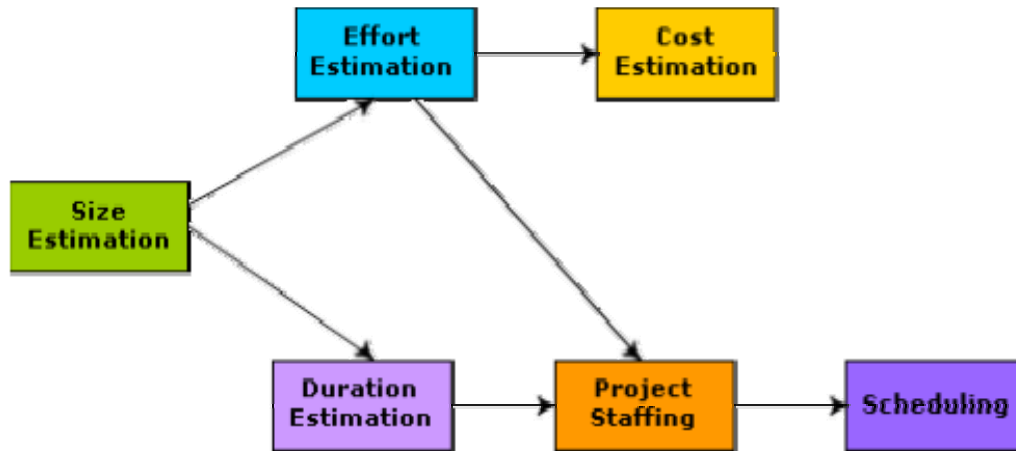 Effort
Estimation
Cost
Estimation
Size
Estimation
Duration
Estimation
Project
Staffing
Scheduling